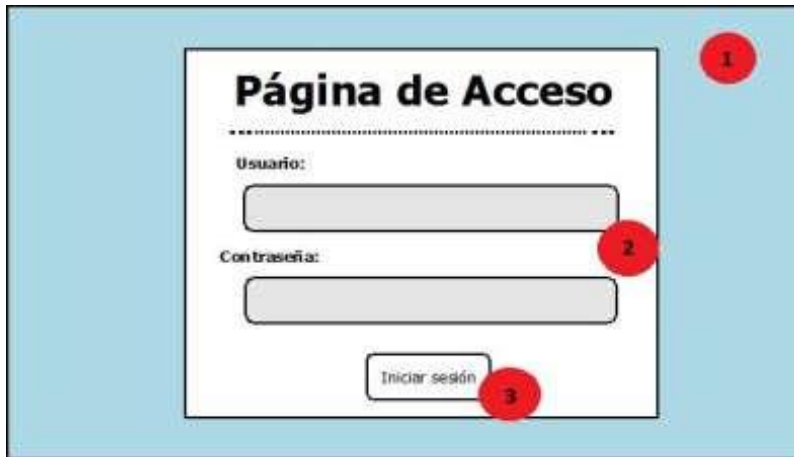 1
Página de Acceso
Usuario:
2
Contraseña:
Iniciar sesión
3